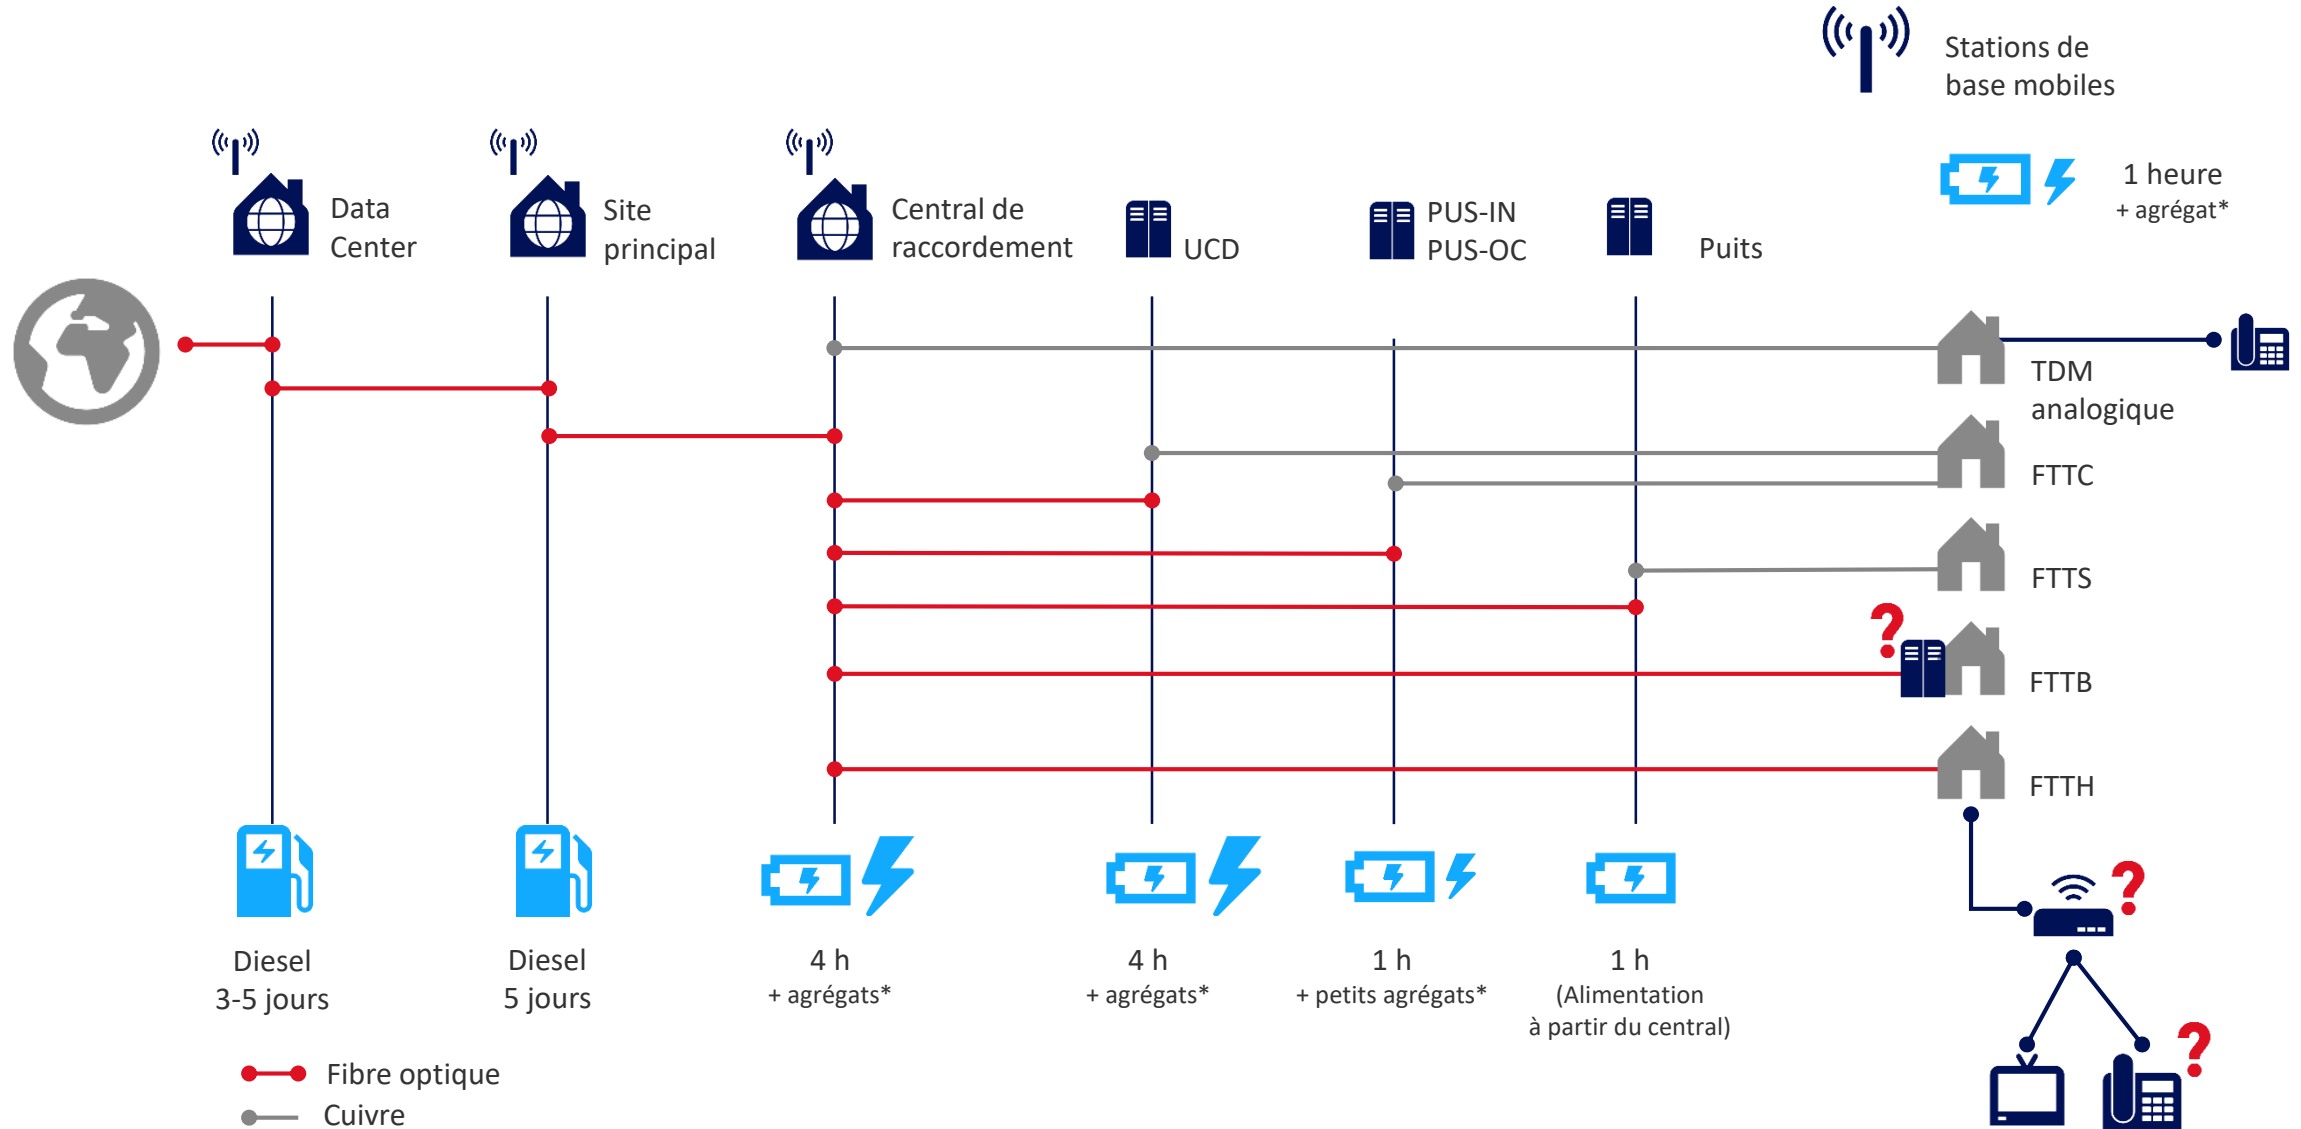 Stations de
base mobiles
1 heure
+ agrégat*
Data
Center
Site
principal
Central de
raccordement
UCD
PUS-IN
PUS-OC
Puits
TDM
analogique
FTTC
FTTS
?
FTTB
FTTH
Diesel
3-5 jours
Diesel
5 jours
4 h
+ agrégats*
4 h
+ agrégats*
1 h
+ petits agrégats*
1 h
(Alimentation
à partir du central)
?
?
Fibre optique
Cuivre